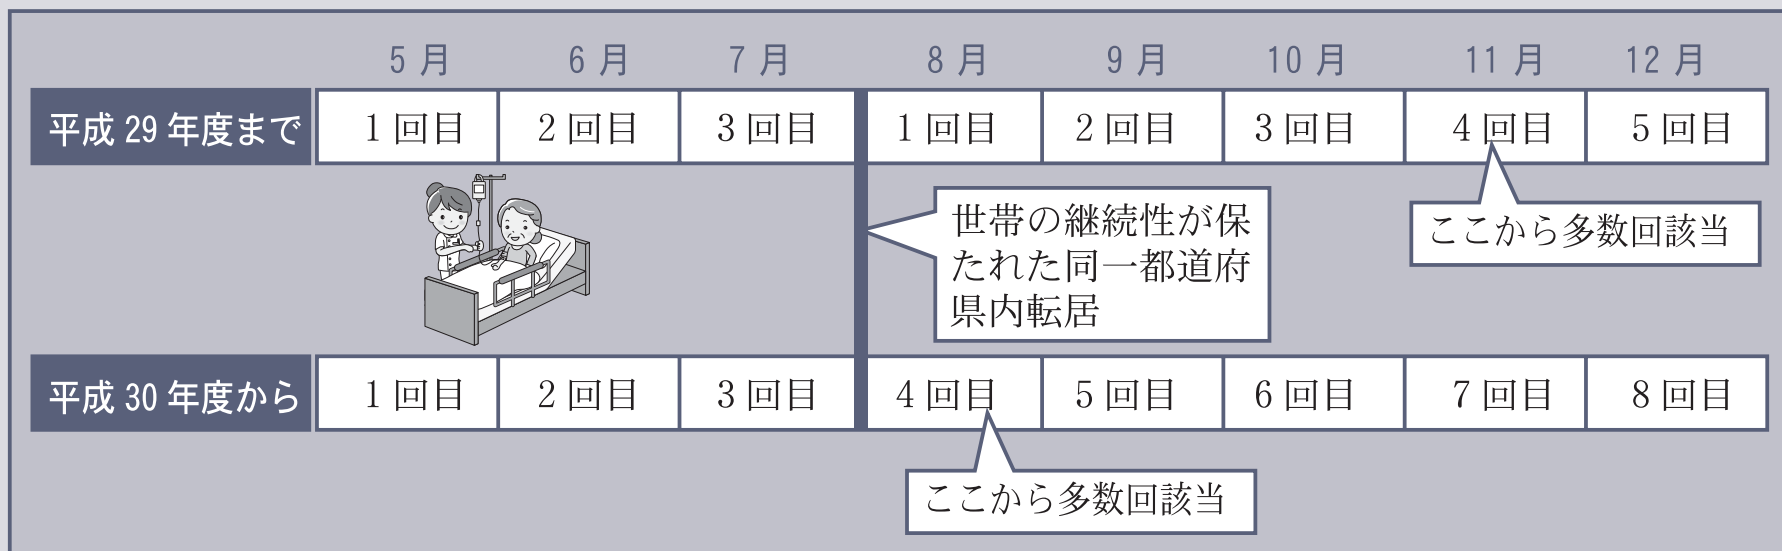 5月 6月 7月 8月 9月 10月 11月 12月
平成29年度まで 1回目 2回目 3回目 1回目 2回目 3回目 4回目 5回目
世帯の継続性が保
たれた同一都道府
県内転居
ここから多数回該当
平成30年度から 1回目 2回目 3回目 4回目 5回目 6回目 7回目 8回目
ここから多数回該当